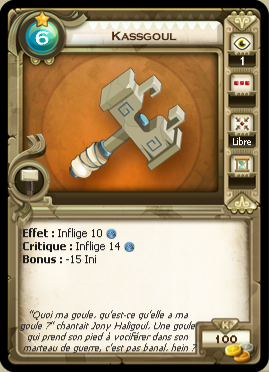 Kassgoul
6
1
Libre
Effet : Inflige 10
Critique : Inflige 14
Bonus : -15 Ini
"Quoi ma goule, qu'est-ce qu'elle a ma
goule ?" chantait Jony Haligoul. Une goule
qui prend son pied à vociférer dans son
marteau de guerre, c'est pas banal, hein ?
K
100